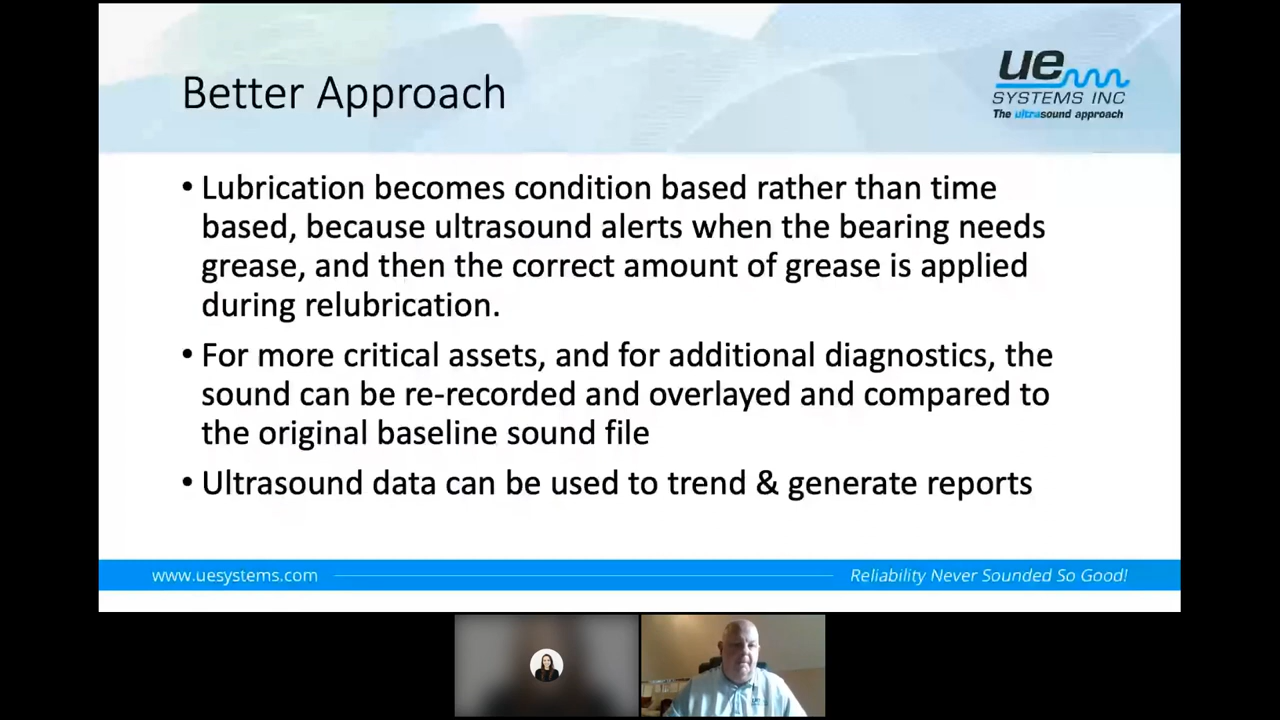 Better Approach
ue
SYSTEMS INC
The ultrasound approach
• Lubrication becomes condition based rather than time
based, because ultrasound alerts when the bearing needs
grease, and then the correct amount of grease is applied
during relubrication.
• For more critical assets, and for additional diagnostics, the
sound can be re-recorded and overlayed and compared to
the original baseline sound file
• Ultrasound data can be used to trend & generate reports
www.uesystems.com
Reliability Never Sounded So Good!